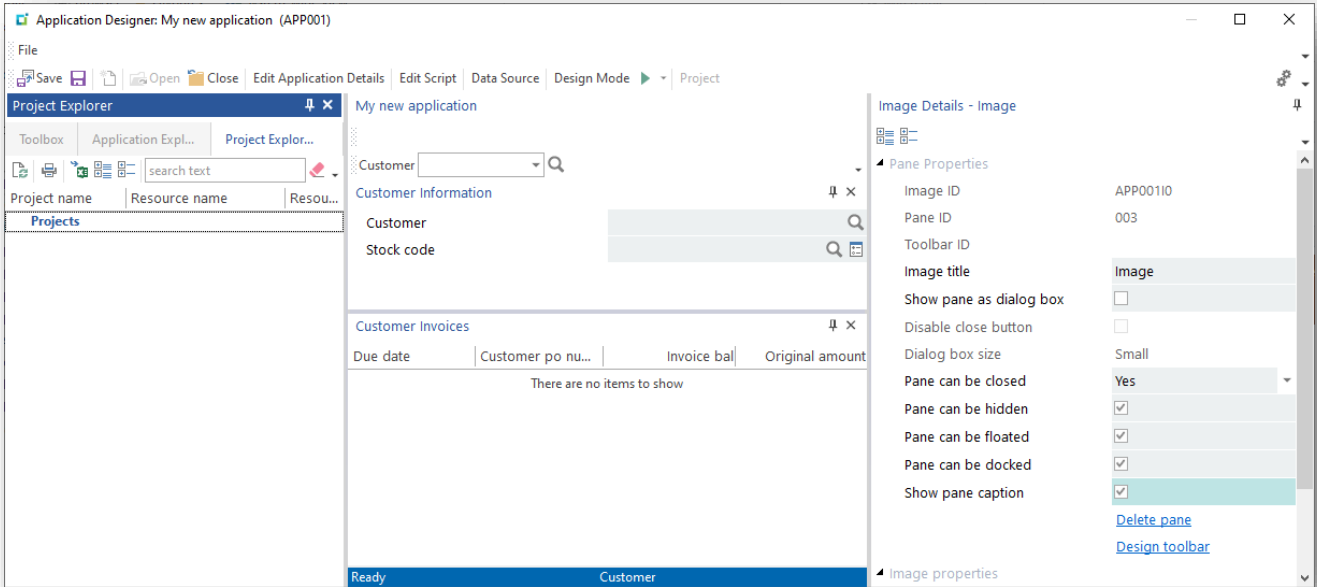 Application Designer: My new application (APP001)
File
Save Open Close Edit Application Details Edit Script Data Source Design Mode Project
Project Explorer
Toolbox Application Expl... Project Explor...
search text
Project name Resource name Resou...
Projects
My new application
Customer
Customer Information
Customer
Stock code
Customer Invoices
Due date Customer po nu... Invoice bal Original amount
There are no items to show
Ready Customer
Image Details - Image
Pane Properties
Image ID APP001I0
Pane ID 003
Toolbar ID
Image title Image
Show pane as dialog box
Disable close button
Dialog box size Small
Pane can be closed Yes
Pane can be hidden
Pane can be floated
Pane can be docked
Show pane caption
Delete pane
Design toolbar
Image properties